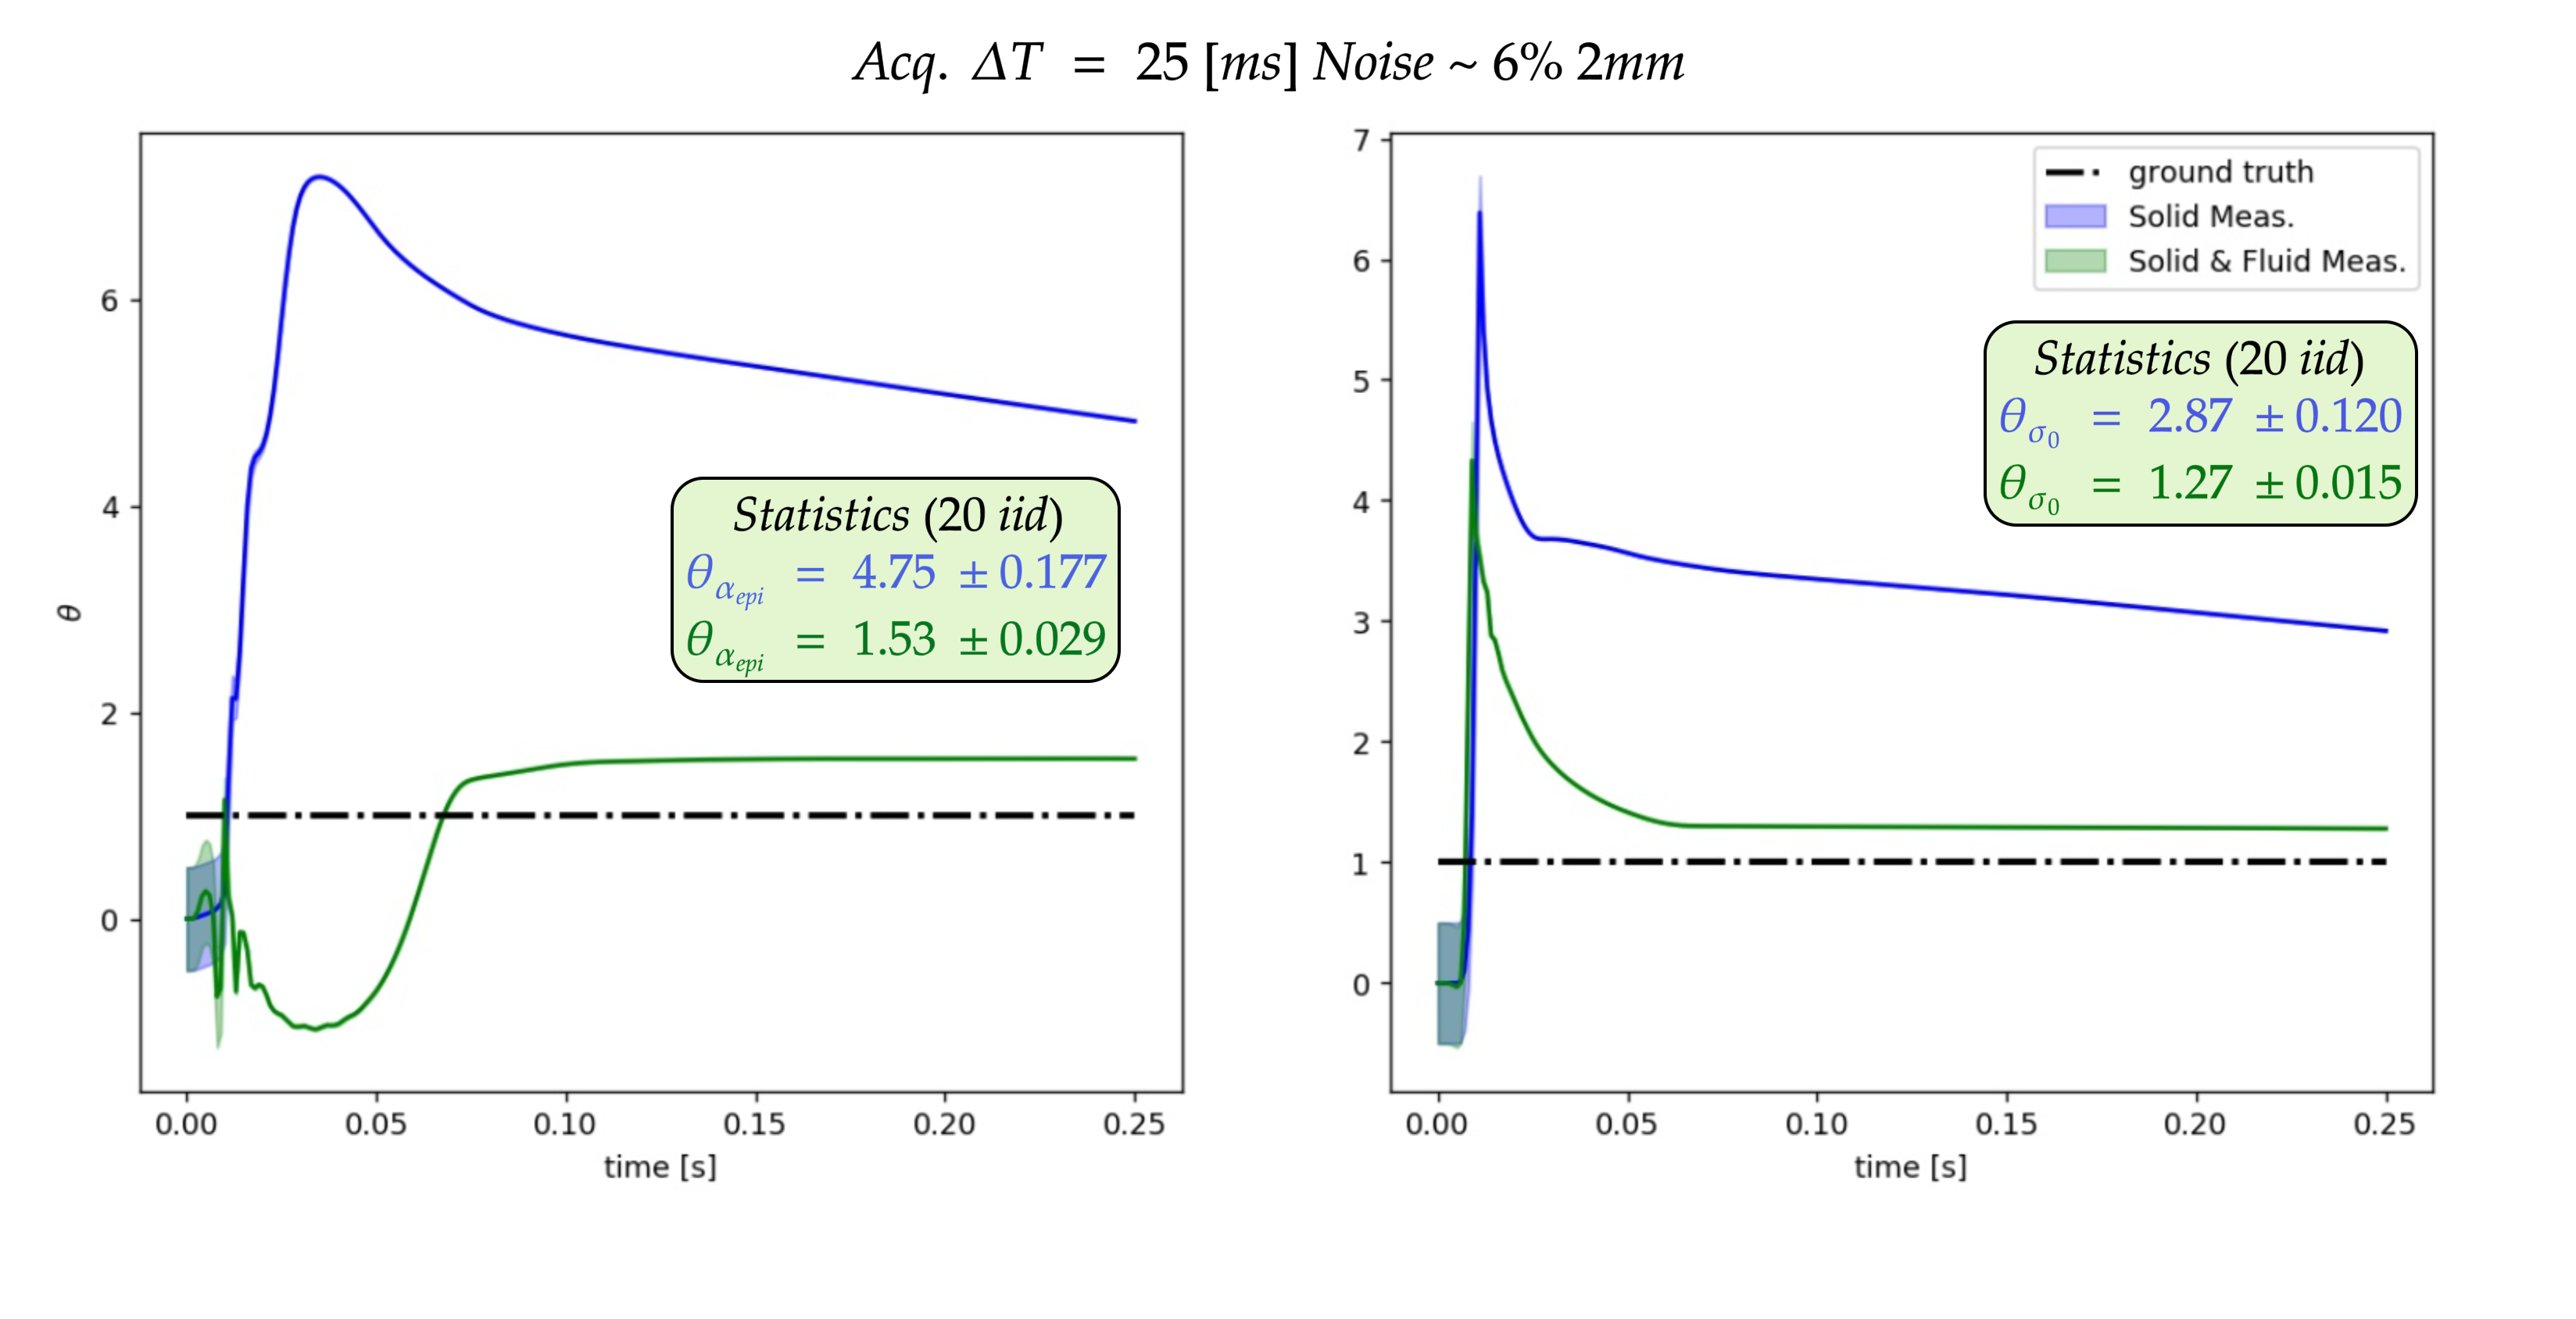 Acq. ΔT = 25 [ms] Noise ~ 6% 2mm
θ
6
4
2
0
Statistics (20 iid)
θ_{α_{epi}} = 4.75 ± 0.177
θ_{α_{epi}} = 1.53 ± 0.029
0.00 0.05 0.10 0.15 0.20 0.25
time [s]
7
6
5
4
3
2
1
0
ground truth
Solid Meas.
Solid & Fluid Meas.
Statistics (20 iid)
θ_{σ_0} = 2.87 ± 0.120
θ_{σ_0} = 1.27 ± 0.015
0.00 0.05 0.10 0.15 0.20 0.25
time [s]